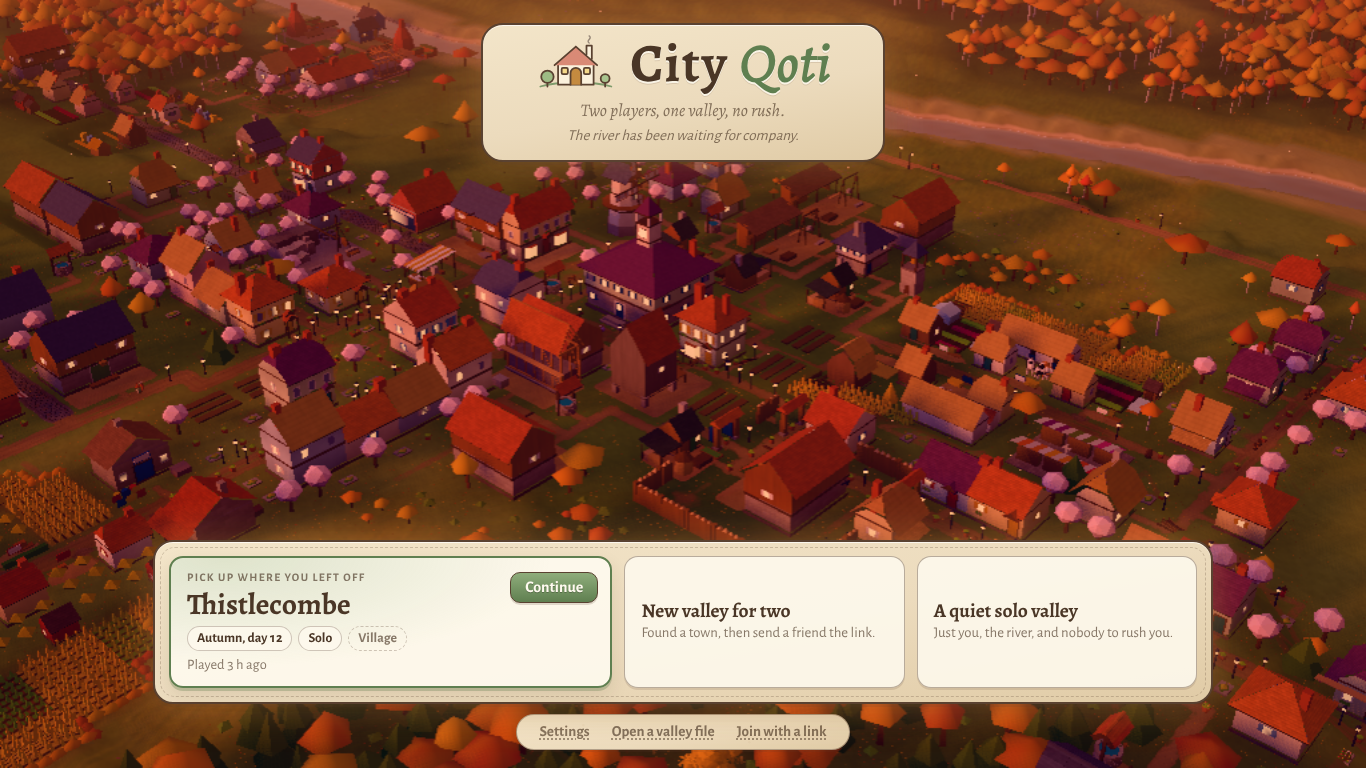 City Qoti
Two players, one valley, no rush.
The river has been waiting for company.
PICK UP WHERE YOU LEFT OFF
Continue
Thistlecombe
Autumn, day 12
Solo
Village
Played 3 h ago
New valley for two
Found a town, then send a friend the link.
A quiet solo valley
Just you, the river, and nobody to rush you.
Settings
Open a valley file
Join with a link